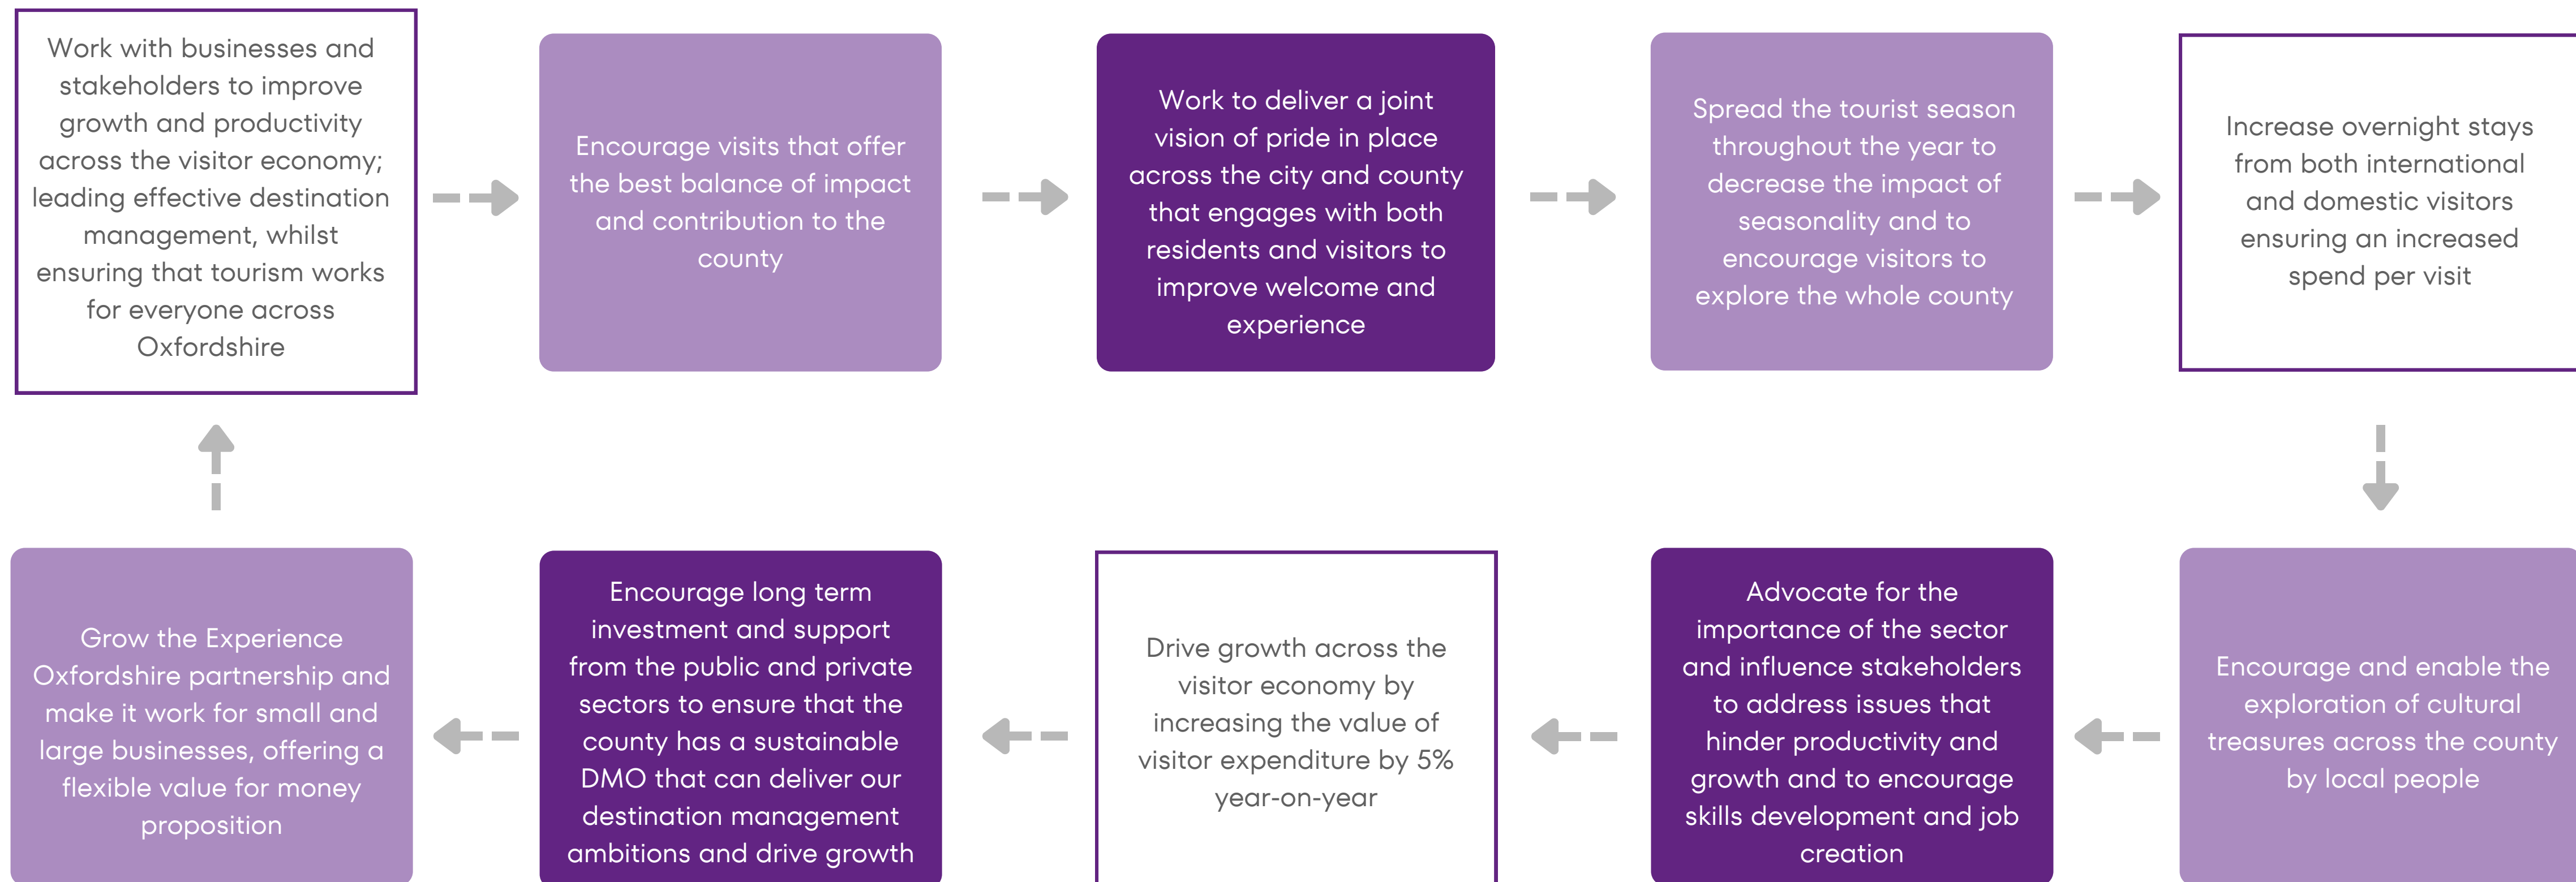 Work with businesses and
stakeholders to improve
growth and productivity
across the visitor economy;
leading effective destination
management, whilst
ensuring that tourism works
for everyone across
Oxfordshire
Encourage visits that offer
the best balance of impact
and contribution to the
county
Work to deliver a joint
vision of pride in place
across the city and county
that engages with both
residents and visitors to
improve welcome and
experience
Spread the tourist season
throughout the year to
decrease the impact of
seasonality and to
encourage visitors to
explore the whole county
Increase overnight stays
from both international
and domestic visitors
ensuring an increased
spend per visit
Encourage and enable the
exploration of cultural
treasures across the county
by local people
Advocate for the
importance of the sector
and influence stakeholders
to address issues that
hinder productivity and
growth and to encourage
skills development and job
creation
Drive growth across the
visitor economy by
increasing the value of
visitor expenditure by 5%
year-on-year
Encourage long term
investment and support
from the public and private
sectors to ensure that the
county has a sustainable
DMO that can deliver our
destination management
ambitions and drive growth
Grow the Experience
Oxfordshire partnership and
make it work for small and
large businesses, offering a
flexible value for money
proposition